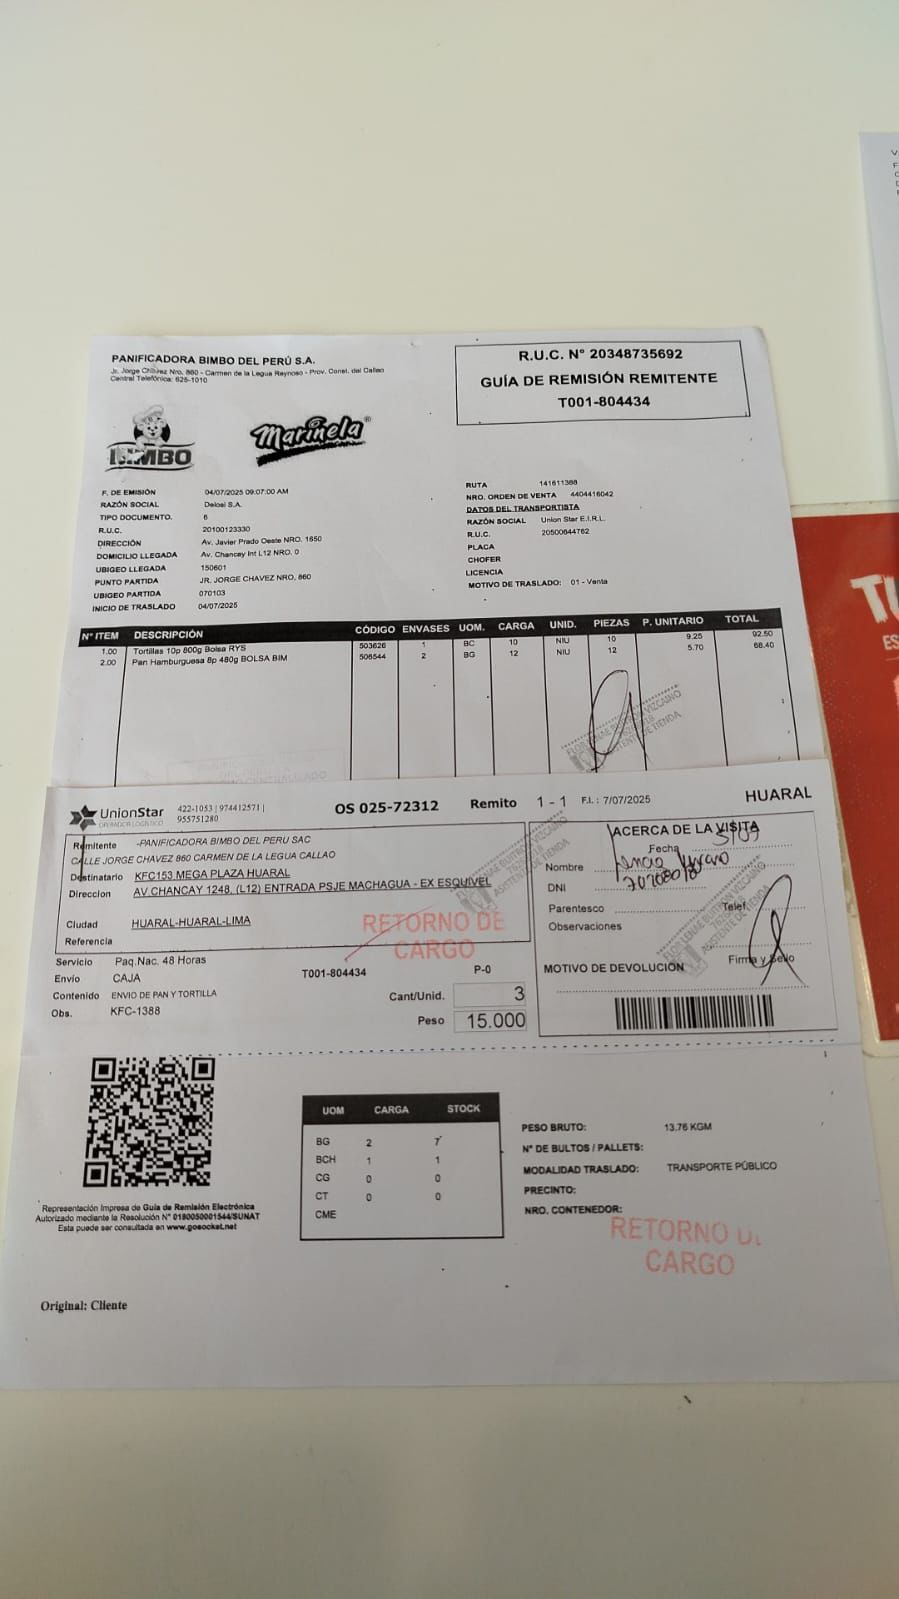 PANIFICADORA BIMBO DEL PERÚ S.A.
Jr. Jorge Chávez Nro. 860 - Carmen de la Legua Reynoso - Prov. Const. del Callao
Central Telefónica: 625-1010
R.U.C. N° 20348735692
GUÍA DE REMISIÓN REMITENTE
T001-804434
BIMBO
Marinela
F. DE EMISIÓN 04/07/2025 09:07:00 AM
RAZÓN SOCIAL Delosi S.A.
TIPO DOCUMENTO. 6
R.U.C. 20100123330
DIRECCIÓN Av. Javier Prado Oeste NRO. 1650
DOMICILIO LLEGADA Av. Chancay Int L12 NRO. 0
UBIGEO LLEGADA 150601
PUNTO PARTIDA JR. JORGE CHAVEZ NRO. 860
UBIGEO PARTIDA 070103
INICIO DE TRASLADO 04/07/2025
RUTA 141611388
NRO. ORDEN DE VENTA 4404416042
DATOS DEL TRANSPORTISTA
RAZÓN SOCIAL Union Star E.I.R.L.
R.U.C. 20500844762
PLACA
CHOFER
LICENCIA
MOTIVO DE TRASLADO: 01 - Venta
N° ITEM DESCRIPCIÓN CÓDIGO ENVASES UOM. CARGA UNID. PIEZAS P. UNITARIO TOTAL
1.00 Tortillas 10p 800g Bolsa RYS 503626 1 BC 10 NIU 10 9.25 92.50
2.00 Pan Hamburguesa 8p 480g BOLSA BIM 506544 2 BG 12 NIU 12 5.70 68.40
UnionStar
OPERADOR LOGISTICO
422-1053 | 974412571 |
955751280
OS 025-72312 Remito 1 - 1 F.I. : 7/07/2025 HUARAL
Remitente -PANIFICADORA BIMBO DEL PERU SAC
CALLE JORGE CHAVEZ 860 CARMEN DE LA LEGUA CALLAO
Destinatario KFC153 MEGA PLAZA HUARAL
Direccion AV.CHANCAY 1248, (L12) ENTRADA PSJE MACHAGUA - EX ESQUIVEL
Ciudad HUARAL-HUARAL-LIMA
Referencia
RETORNO DE
CARGO
Servicio Paq.Nac. 48 Horas
Envío CAJA T001-804434 P-0
Contenido ENVIO DE PAN Y TORTILLA Cant/Unid. 3
Obs. KFC-1388 Peso 15.000
ACERCA DE LA VISITA
Fecha
Nombre
DNI
Parentesco Telef.
Observaciones
Firma y Sello
MOTIVO DE DEVOLUCIÓN
Representación Impresa de Guía de Remisión Electrónica
Autorizado mediante la Resolución N° 0180050001544/SUNAT
Esta puede ser consultada en www.gosocket.net
UOM CARGA STOCK
BG 2 7
BCH 1 1
CG 0 0
CT 0 0
CME
PESO BRUTO: 13.76 KGM
N° DE BULTOS / PALLETS:
MODALIDAD TRASLADO: TRANSPORTE PÚBLICO
PRECINTO:
NRO. CONTENEDOR:
RETORNO DE
CARGO
Original: Cliente